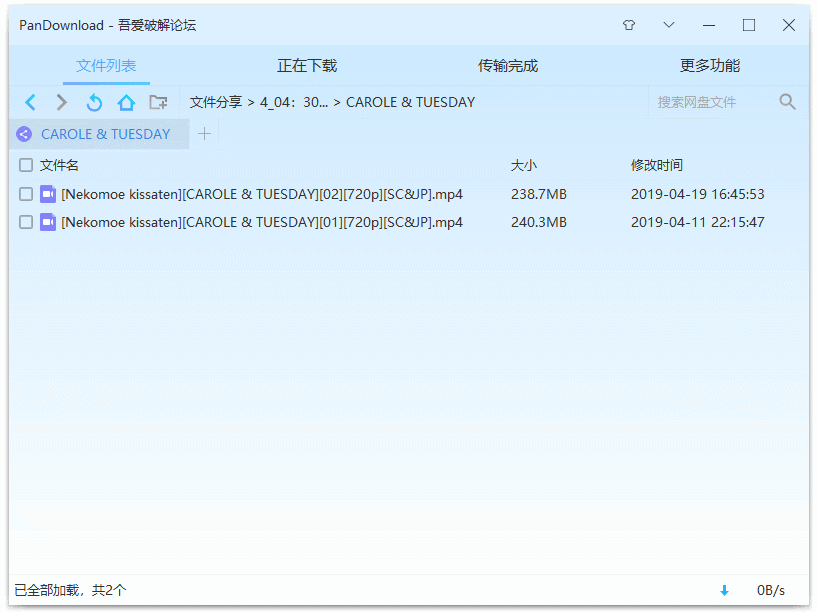 PanDownload - 吾爱破解论坛
文件列表 正在下载 传输完成 更多功能
文件分享 > 4_04：30... > CAROLE & TUESDAY 搜索网盘文件
CAROLE & TUESDAY
文件名 大小 修改时间
[Nekomoe kissaten][CAROLE & TUESDAY][02][720p][SC&JP].mp4 238.7MB 2019-04-19 16:45:53
[Nekomoe kissaten][CAROLE & TUESDAY][01][720p][SC&JP].mp4 240.3MB 2019-04-11 22:15:47
已全部加载，共2个 0B/s